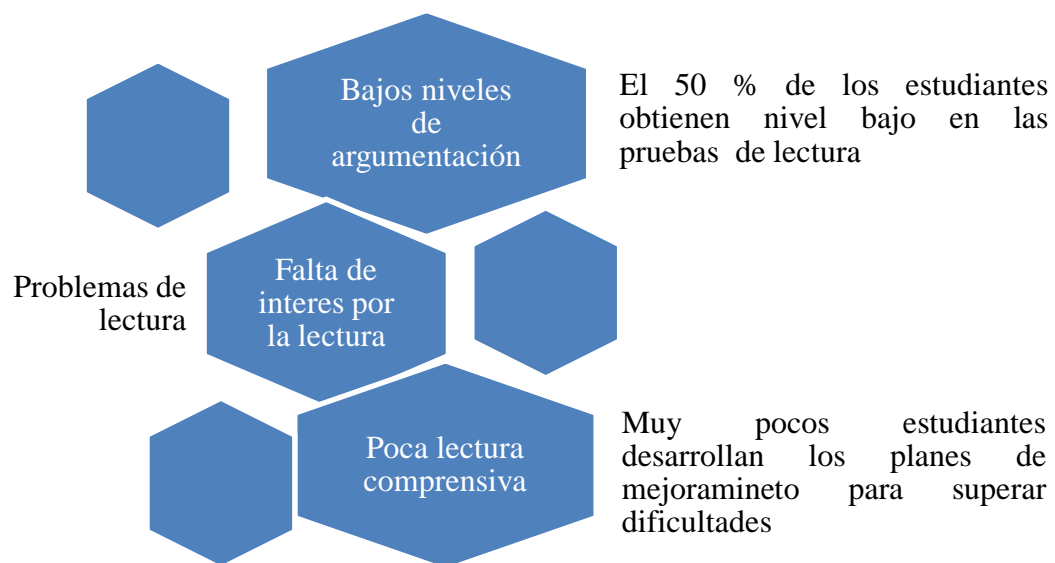 Bajos niveles
de
argumentación
El 50 % de los estudiantes
obtienen nivel bajo en las
pruebas de lectura
Problemas de
lectura
Falta de
interes por
la lectura
Poca lectura
comprensiva
Muy pocos estudiantes
desarrollan los planes de
mejoramineto para superar
dificultades